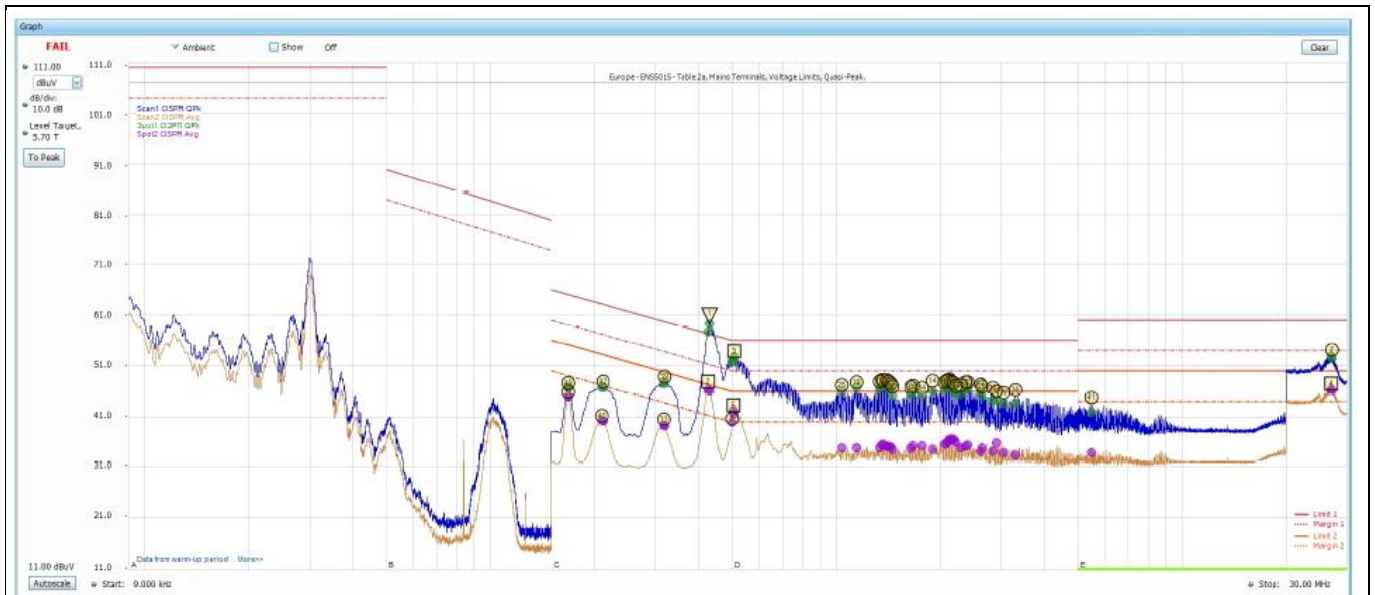 Graph
FAIL
Ambient
Show
Off
Clear
111.00
dBuV
dB/div:
10.0 dB
5.70 T
To Peak
111.0
101.0
91.0
81.0
71.0
61.0
51.0
41.0
31.0
21.0
11.0
Europe - EN55015 - Table 2a, Mains Terminals, Voltage Limits, Quasi-Peak.
Scan1 CISPR QPk
Scan2 CISPR Avg
Spot1 CISPR QPk
Spot2 CISPR Avg
Limit 1
Margin 1
Limit 2
Margin 2
Data from warm-up period... More>>
A
B
C
D
E
11.00 dBuV
Autoscale
Start: 9.000 kHz
Stop: 30.00 MHz